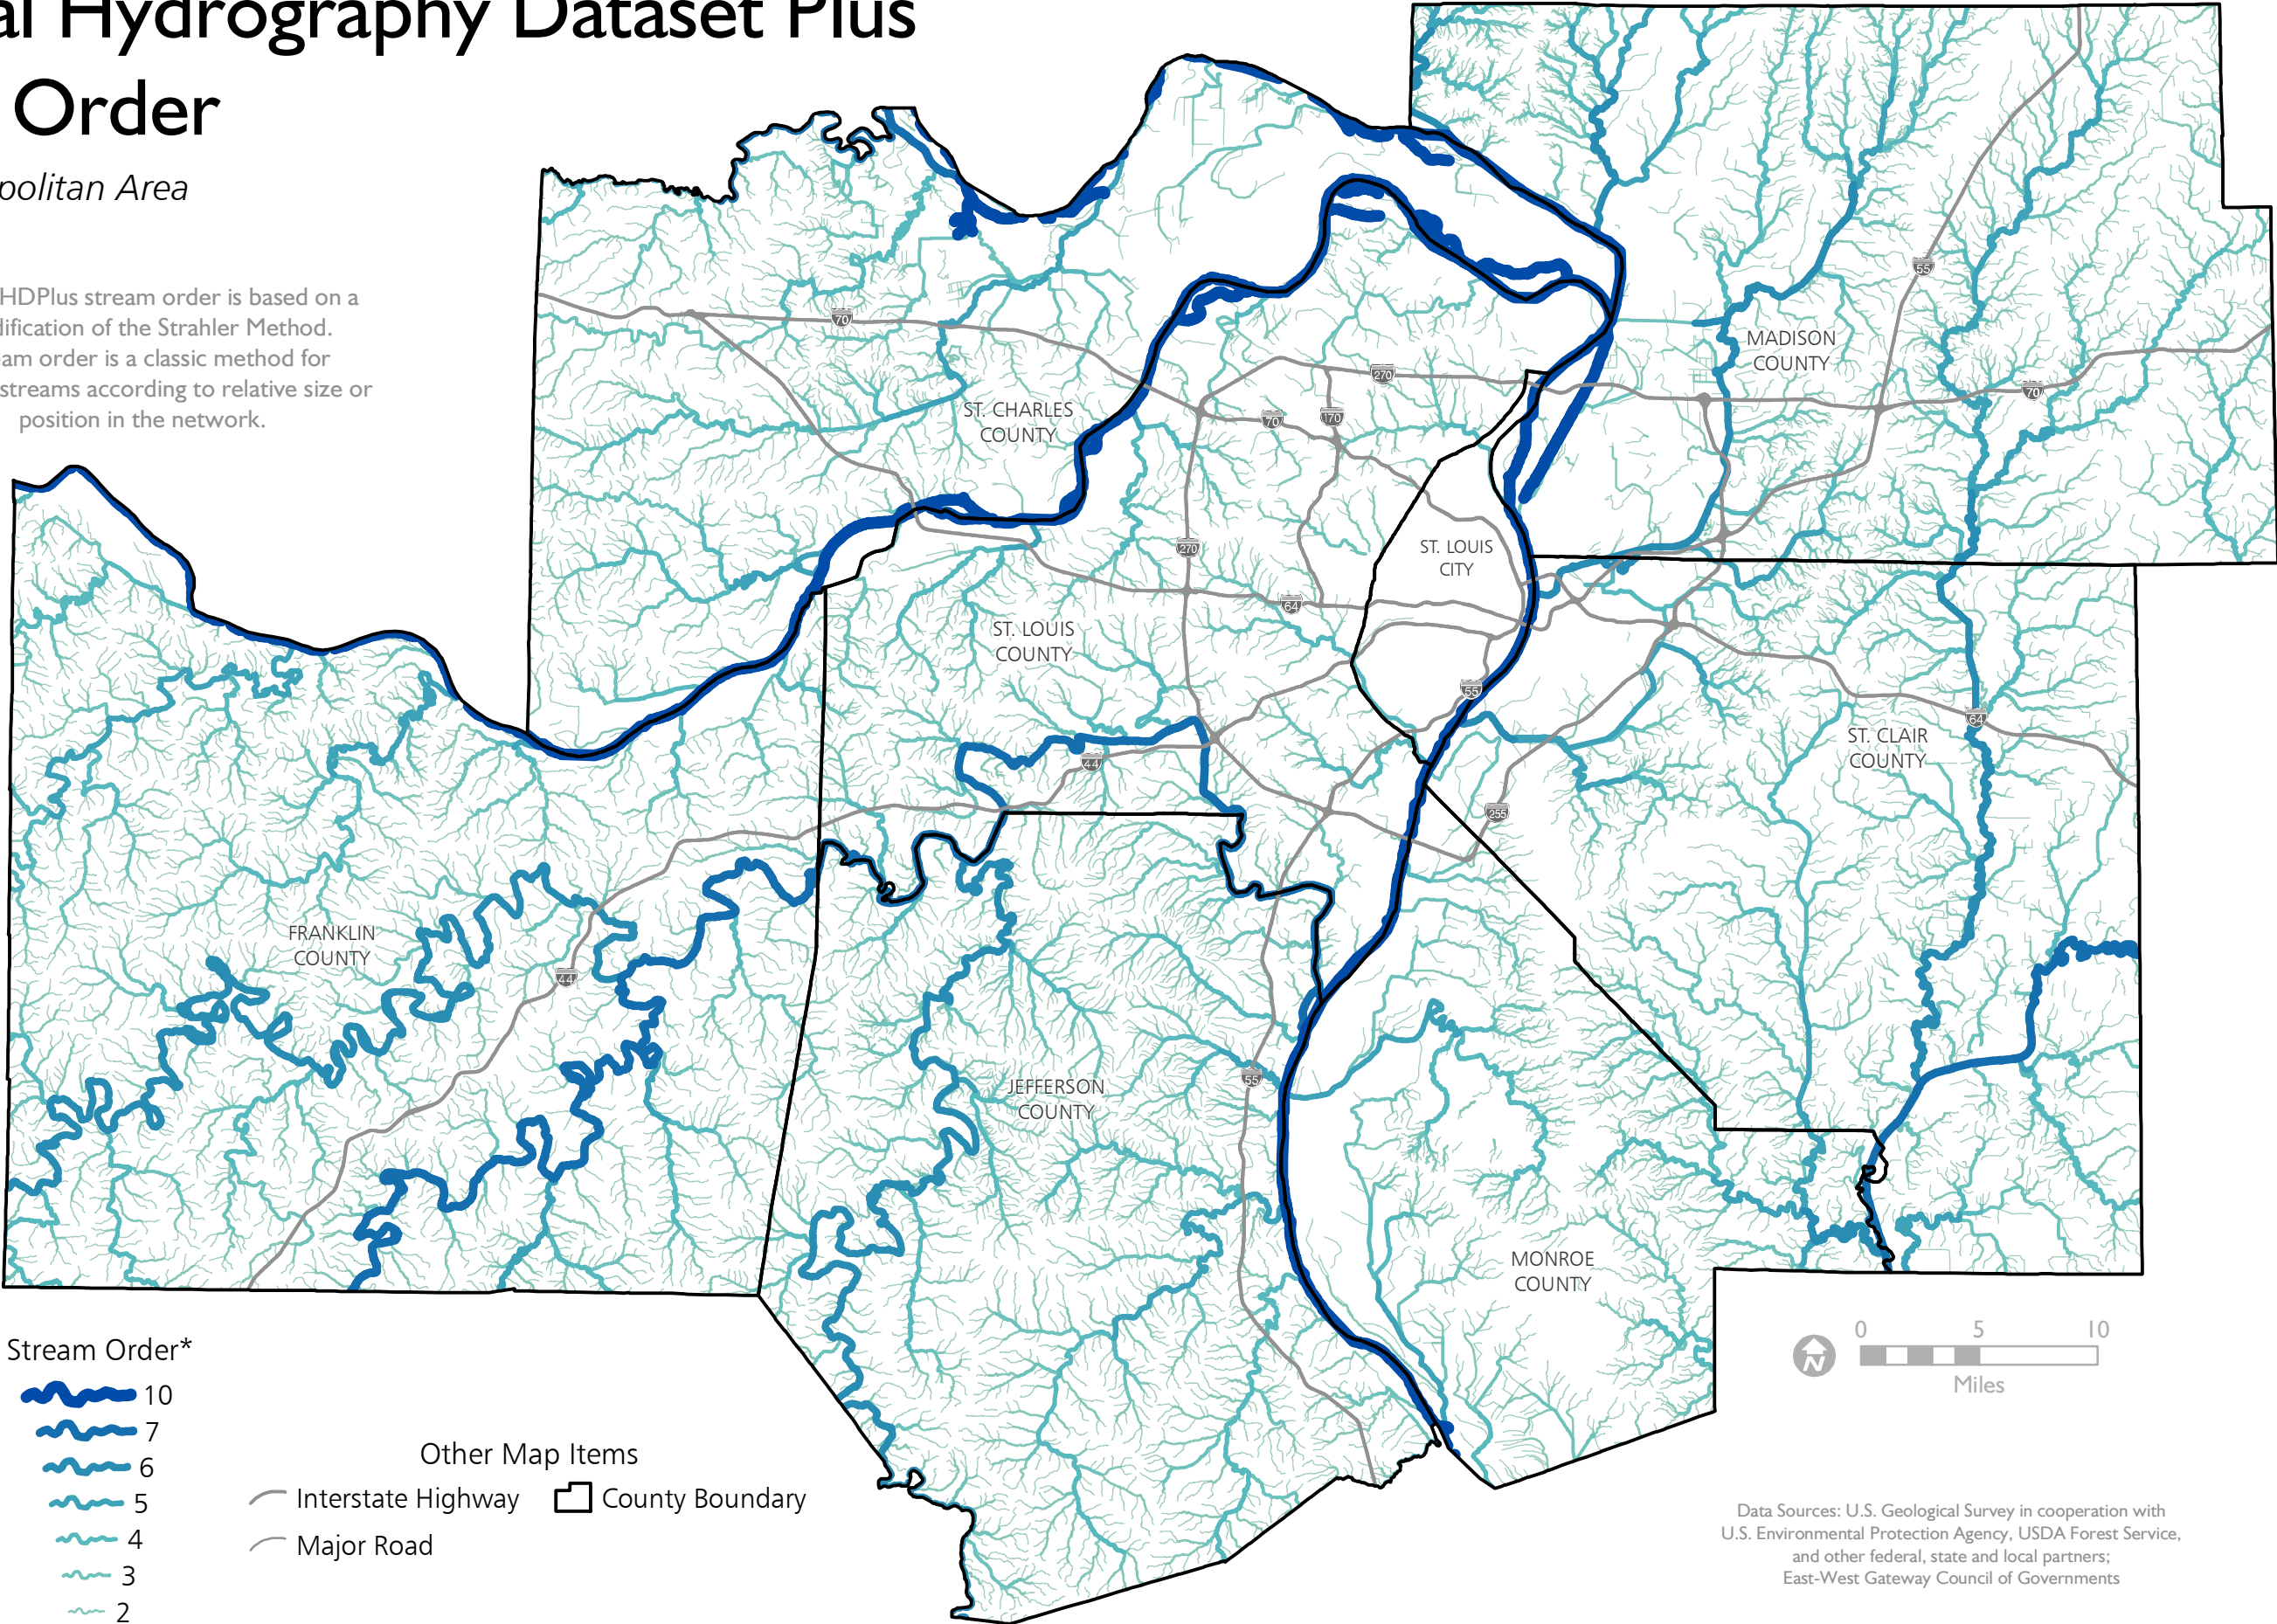 al Hydrography Dataset Plus
Order
politan Area
HDPlus stream order is based on a
dification of the Strahler Method.
am order is a classic method for
streams according to relative size or
position in the network.
70
55
MADISON
COUNTY
270
70
170
70
ST. CHARLES
COUNTY
270
ST. LOUIS
CITY
64
ST. LOUIS
COUNTY
55
64
ST. CLAIR
COUNTY
44
255
FRANKLIN
COUNTY
44
55
JEFFERSON
COUNTY
MONROE
COUNTY
Stream Order*
10
7
6
5
4
3
2
Other Map Items
Interstate Highway
County Boundary
Major Road
N
0 5 10
Miles
Data Sources: U.S. Geological Survey in cooperation with
U.S. Environmental Protection Agency, USDA Forest Service,
and other federal, state and local partners;
East-West Gateway Council of Governments